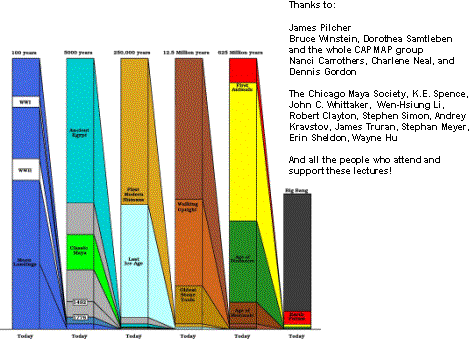 Thanks to:
James Pilcher
Bruce Winstein, Dorothea Samtleben
and the whole CAPMAP group
Nanci Carrothers, Charlene Neal, and
Dennis Gordon
The Chicago Maya Society, K.E. Spence,
John C. Whittaker, Wen-Hsiung Li,
Robert Clayton, Stephen Simon, Andrey
Kravstov, James Truran, Stephan Meyer,
Erin Sheldon, Wayne Hu
And all the people who attend and
support these lectures!
100 years
5000 years
250,000 years
12.5 Million years
625 Million years
WWI
WWII
Moon
Landings
Ancient
Egypt
Classic
Maya
1492
1776
First
Modern
Humans
Last
Ice Age
Walking
Upright
Oldest
Stone
Tools
First
Animals
Age of
Dinosaurs
Age of
Mammals
Big Bang
Earth
Forms
Today
Today
Today
Today
Today
Today